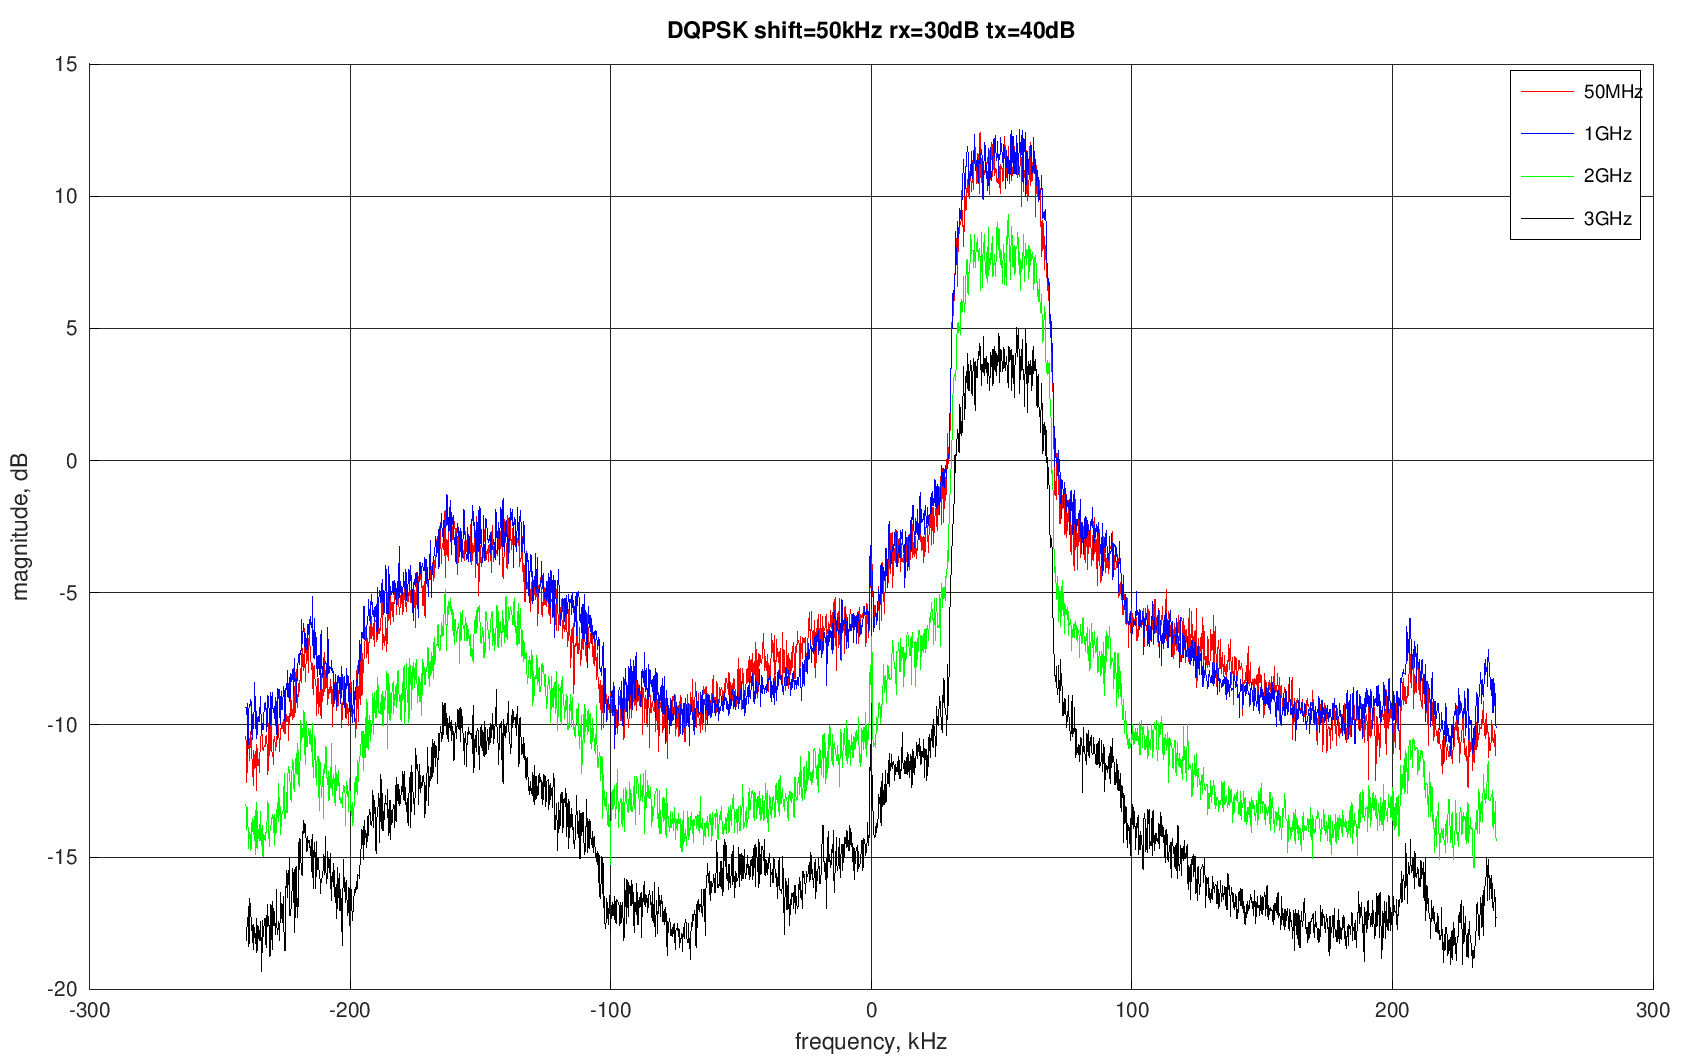 DQPSK shift=50kHz rx=30dB tx=40dB
15
10
5
0
-5
-10
-15
-20
magnitude, dB
50MHz
1GHz
2GHz
3GHz
-300
-200
-100
0
100
200
300
frequency, kHz